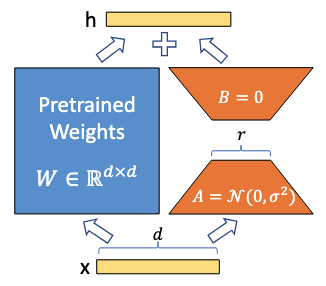 h
Pretrained
Weights
W ∈ ℝ^{d×d}
B = 0
r
A = 𝒩(0, σ²)
d
x